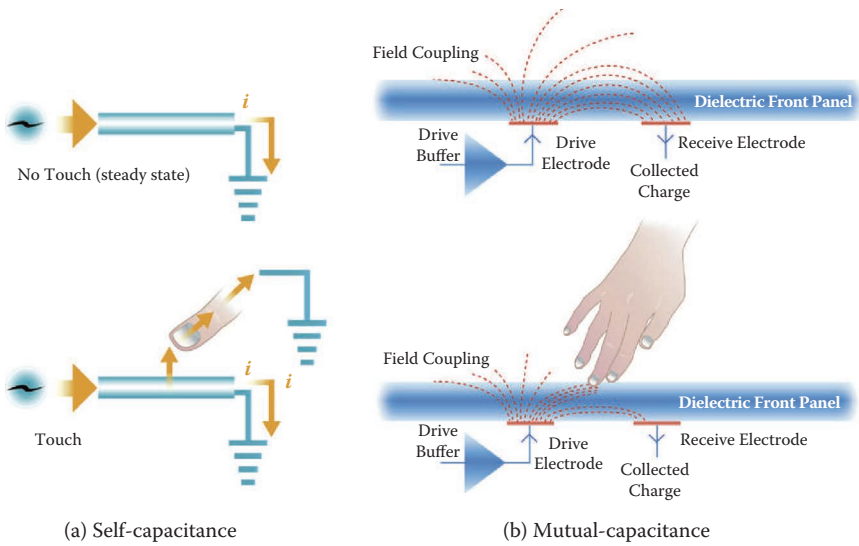 i
No Touch (steady state)
i
i
Touch
(a) Self-capacitance
Field Coupling
Dielectric Front Panel
Drive
Buffer
Drive
Electrode
Receive Electrode
Collected
Charge
Field Coupling
Dielectric Front Panel
Drive
Buffer
Drive
Electrode
Receive Electrode
Collected
Charge
(b) Mutual-capacitance